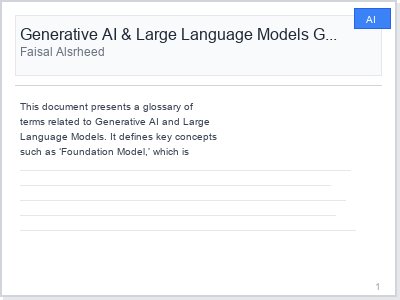 AI
Generative AI & Large Language Models G...
Faisal Alsrheed
This document presents a glossary of
terms related to Generative AI and Large
Language Models. It defines key concepts
such as 'Foundation Model,' which is
1